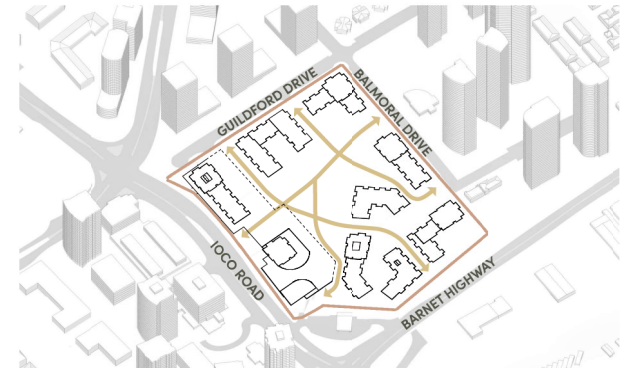 GUILDFORD DRIVE
BALMORAL DRIVE
IOCO ROAD
BARNET HIGHWAY